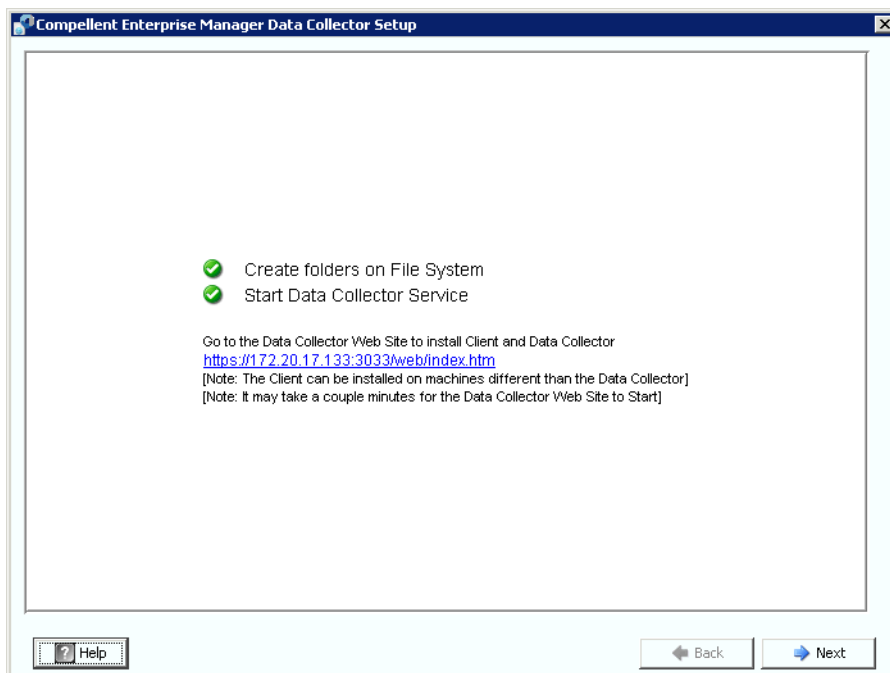 Compellent Enterprise Manager Data Collector Setup
Create folders on File System
Start Data Collector Service
Go to the Data Collector Web Site to install Client and Data Collector
https://172.20.17.133:3033/web/index.htm
[Note: The Client can be installed on machines different than the Data Collector]
[Note: It may take a couple minutes for the Data Collector Web Site to Start]
? Help
Back
Next